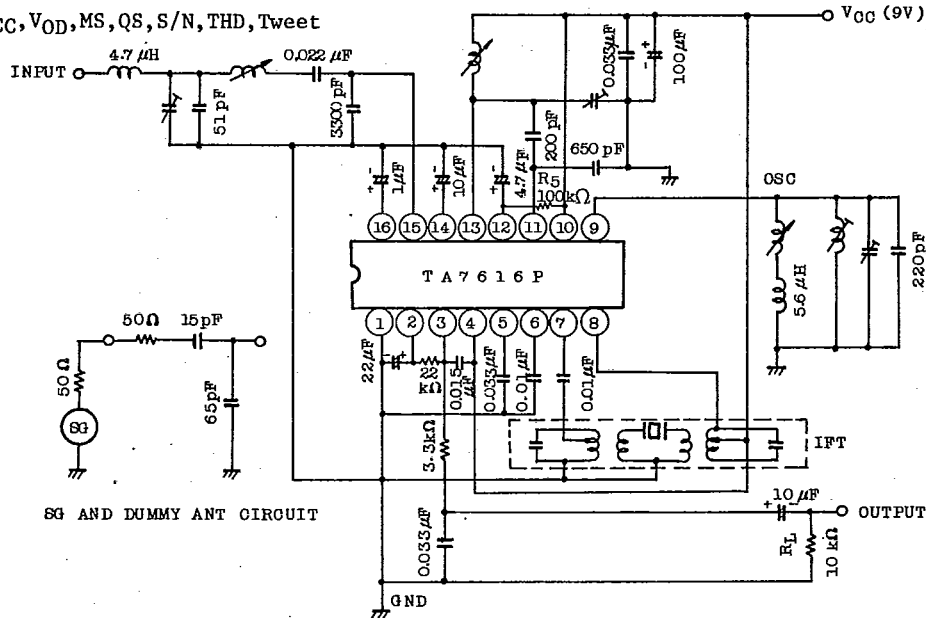 CC, VOD, MS, QS, S/N, THD, Tweet
VCC (9V)
4.7 μH
0.022 μF
INPUT
51pF
3300 pF
0.033μF
100μF
200 pF
650 pF
1μF
10 μF
4.7μF
R5
100kΩ
OSC
16 15 14 13 12 11 10 9
TA7616P
1 2 3 4 5 6 7 8
5.6 μH
220pF
50Ω
15pF
50Ω
SG
65pF
22μF
22
kΩ
0.015
μF
0.033μF
0.01μF
0.01μF
3.3kΩ
IFT
SG AND DUMMY ANT CIRCUIT
0.033μF
10 μF
OUTPUT
RL
10 kΩ
GND